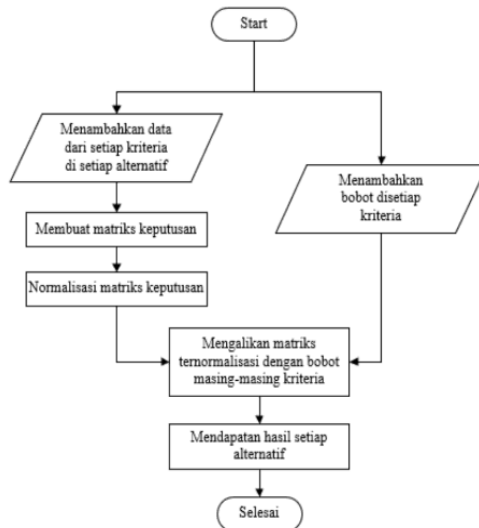 Start
Menambahkan data
dari setiap kriteria
di setiap alternatif
Menambahkan
bobot disetiap
kriteria
Membuat matriks keputusan
Normalisasi matriks keputusan
Mengalikan matriks
ternormalisasi dengan bobot
masing-masing kriteria
Mendapatan hasil setiap
alternatif
Selesai